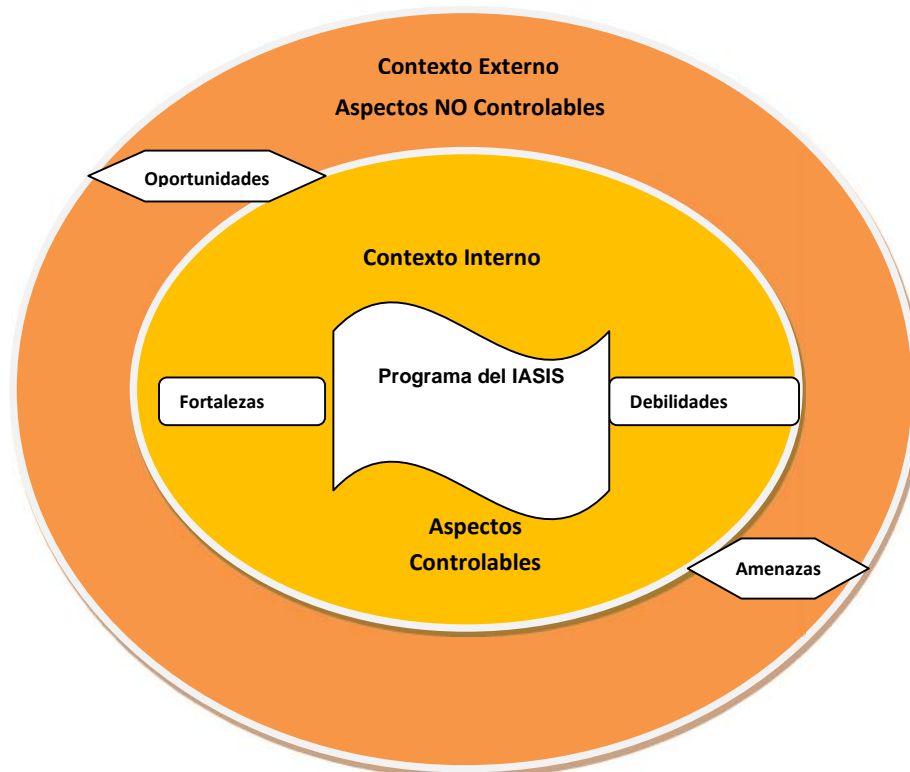 Contexto Externo
Aspectos NO Controlables
Oportunidades
Contexto Interno
Programa del IASIS
Fortalezas
Debilidades
Aspectos
Controlables
Amenazas